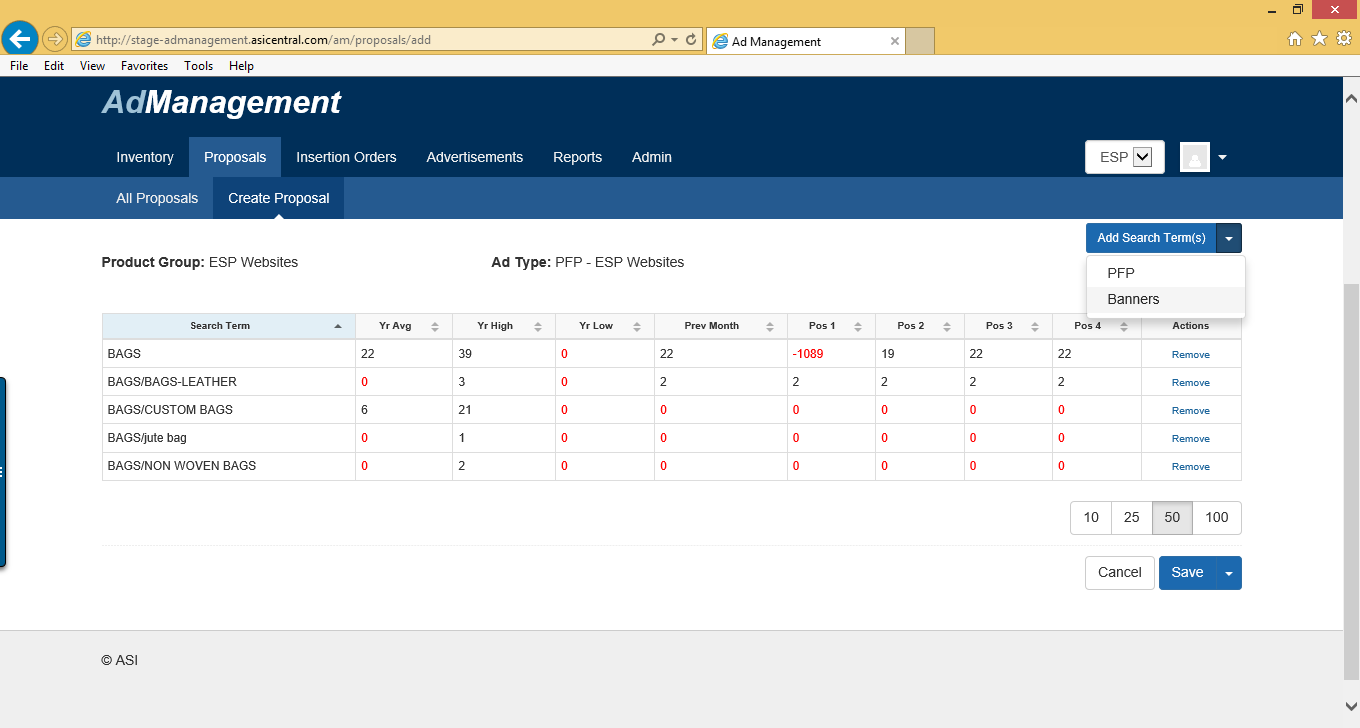 http://stage-admanagement.asicentral.com/am/proposals/add
Ad Management
File Edit View Favorites Tools Help
AdManagement
Inventory Proposals Insertion Orders Advertisements Reports Admin
ESP
All Proposals Create Proposal
Add Search Term(s)
PFP
Banners
Product Group: ESP Websites Ad Type: PFP - ESP Websites
Search Term Yr Avg Yr High Yr Low Prev Month Pos 1 Pos 2 Pos 3 Pos 4 Actions
BAGS 22 39 0 22 -1089 19 22 22 Remove
BAGS/BAGS-LEATHER 0 3 0 2 2 2 2 2 Remove
BAGS/CUSTOM BAGS 6 21 0 0 0 0 0 0 Remove
BAGS/jute bag 0 1 0 0 0 0 0 0 Remove
BAGS/NON WOVEN BAGS 0 2 0 0 0 0 0 0 Remove
10 25 50 100
Cancel Save
© ASI